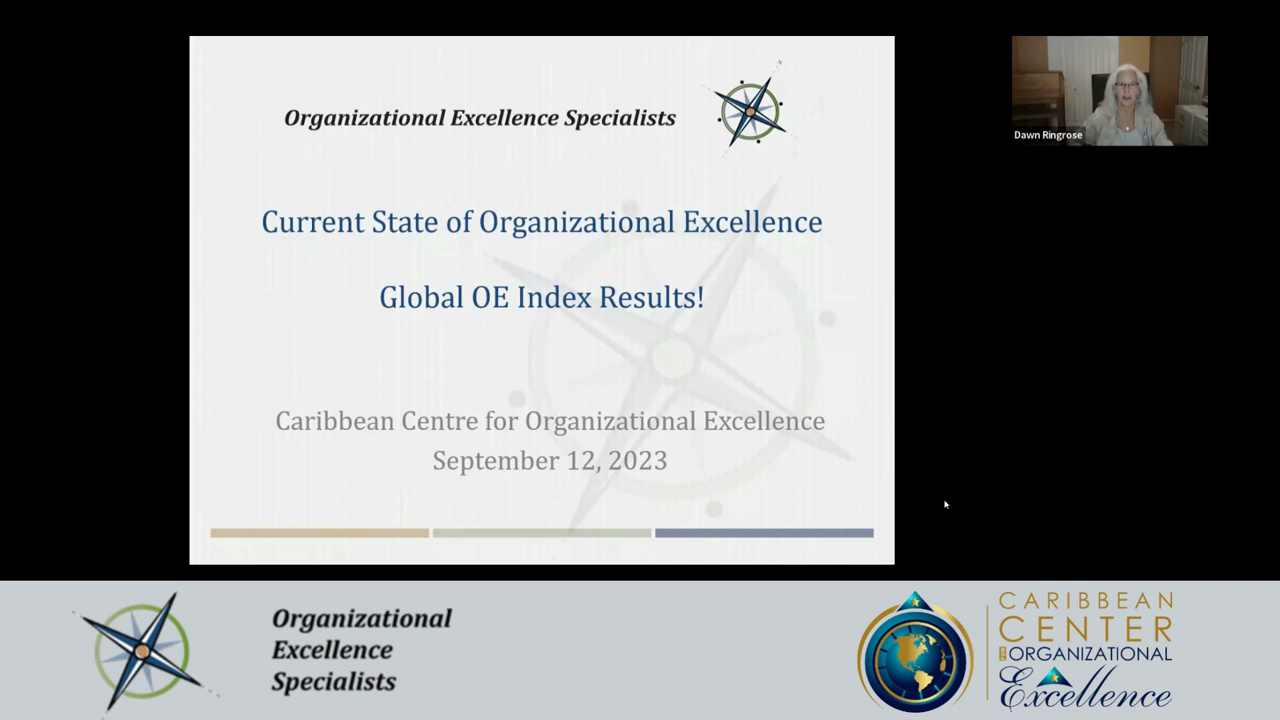 Organizational Excellence Specialists
N
Current State of Organizational Excellence
Global OE Index Results!
Caribbean Centre for Organizational Excellence
September 12, 2023
Dawn Ringrose
Organizational
Excellence
Specialists
CARIBBEAN
CENTER
FOR ORGANIZATIONAL
Excellence